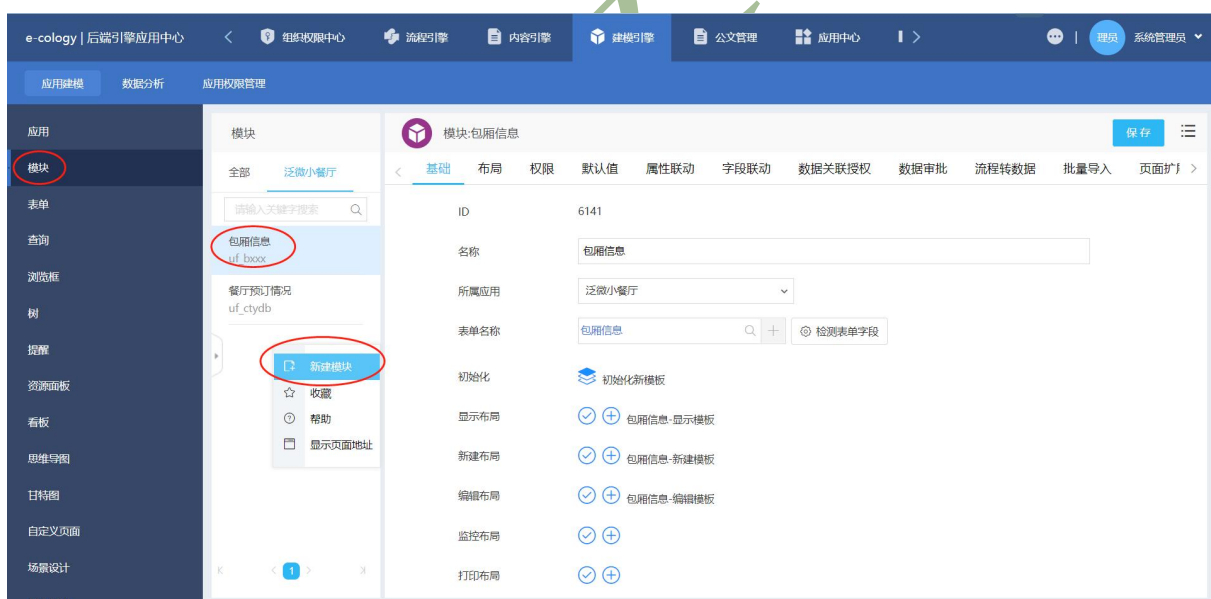 e-cology | 后端引擎应用中心
组织权限中心
流程引擎
内容引擎
建模引擎
公文管理
应用中心
理员
系统管理员
应用建模
数据分析
应用权限管理
应用
模块
表单
查询
浏览框
树
提醒
资源面板
看板
思维导图
甘特图
自定义页面
场景设计
模块
全部
泛微小餐厅
请输入关键字搜索
包厢信息
uf_bxxx
餐厅预订情况
uf_ctydb
新建模块
收藏
帮助
显示页面地址
1
模块:包厢信息
保存
基础
布局
权限
默认值
属性联动
字段联动
数据关联授权
数据审批
流程转数据
批量导入
ID
6141
名称
包厢信息
所属应用
泛微小餐厅
表单名称
包厢信息
检测表单字段
初始化
初始化新模板
显示布局
包厢信息-显示模板
新建布局
包厢信息-新建模板
编辑布局
包厢信息-编辑模板
监控布局
打印布局